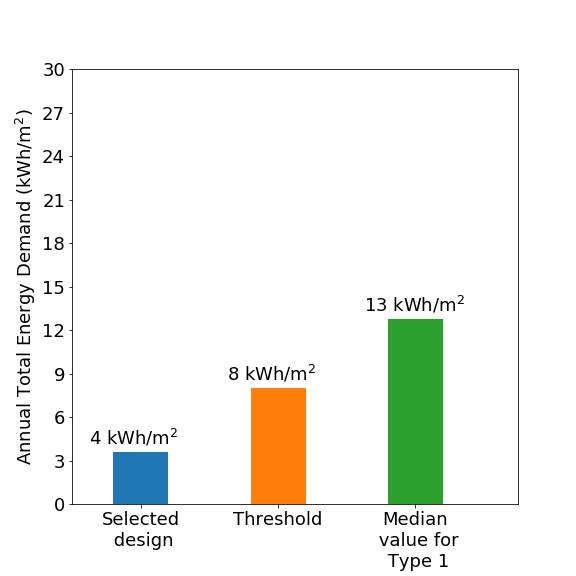 Annual Total Energy Demand (kWh/m²)
30
27
24
21
18
15
12
9
6
3
0
4 kWh/m²
8 kWh/m²
13 kWh/m²
Selected
design
Threshold
Median
value for
Type 1